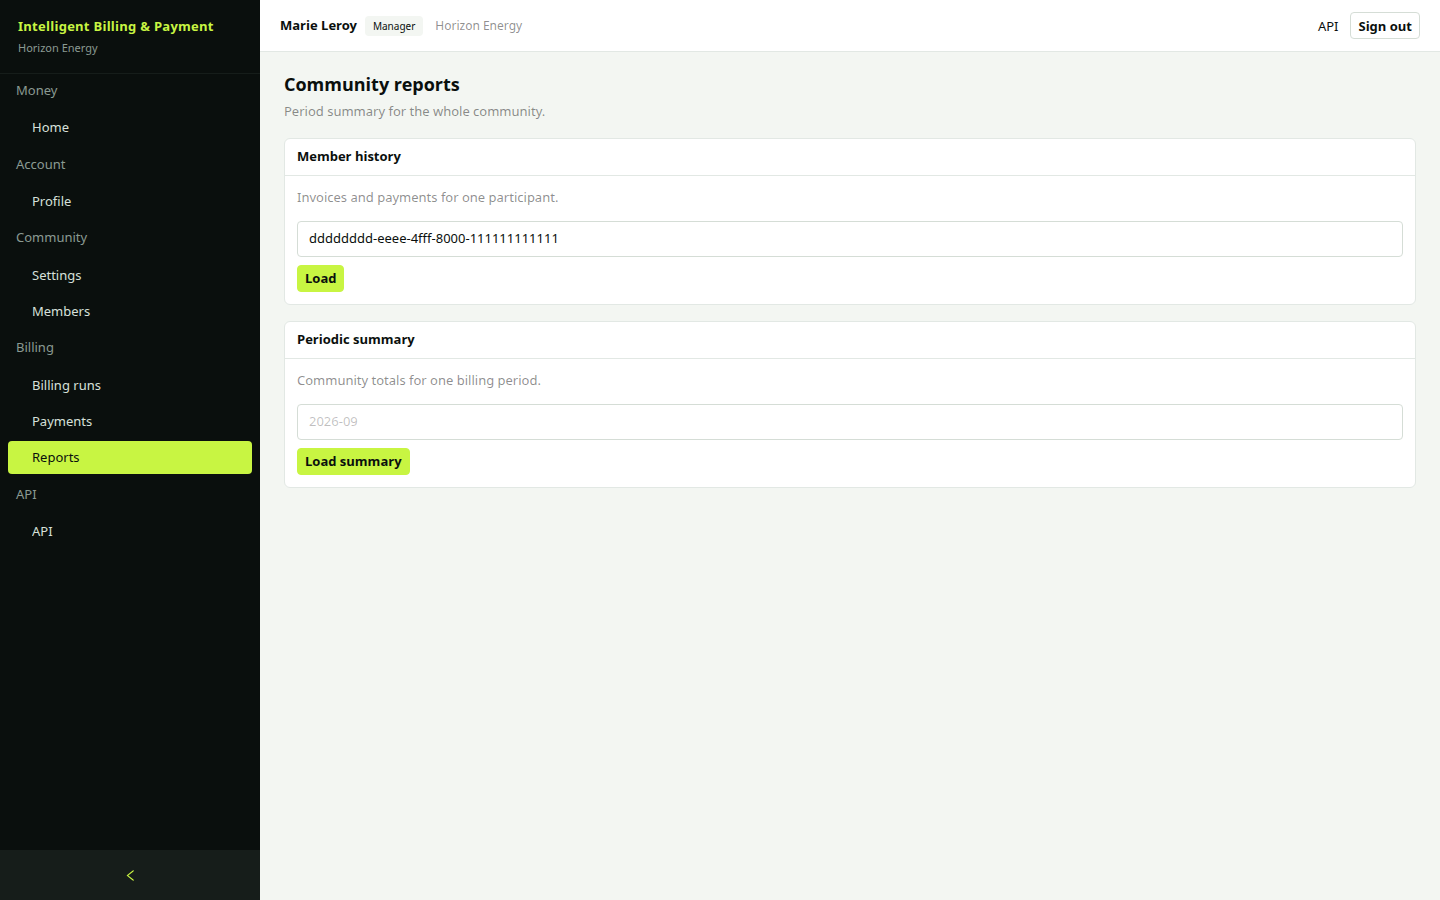 Intelligent Billing & Payment
Horizon Energy
Money
Home
Account
Profile
Community
Settings
Members
Billing
Billing runs
Payments
Reports
API
API
Marie Leroy Manager Horizon Energy
API Sign out
Community reports
Period summary for the whole community.
Member history
Invoices and payments for one participant.
dddddddd-eeee-4fff-8000-111111111111
Load
Periodic summary
Community totals for one billing period.
2026-09
Load summary